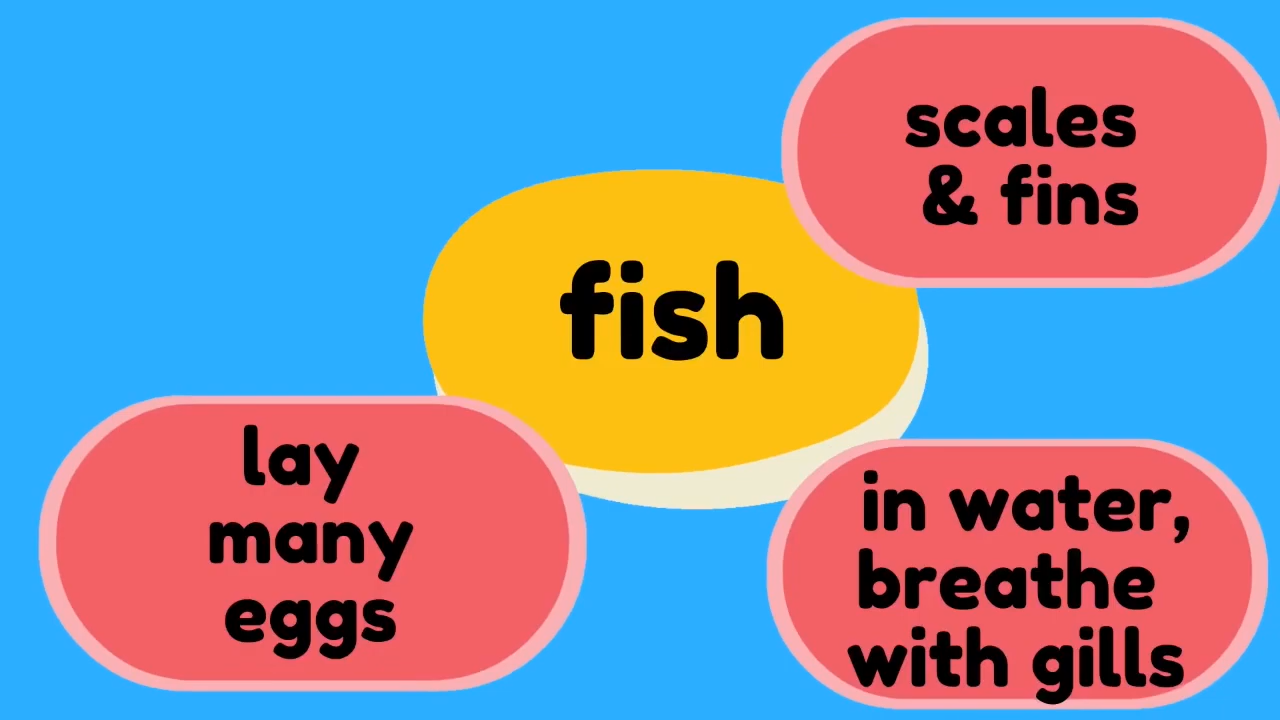 scales
& fins
fish
lay
many
eggs
in water,
breathe
with gills